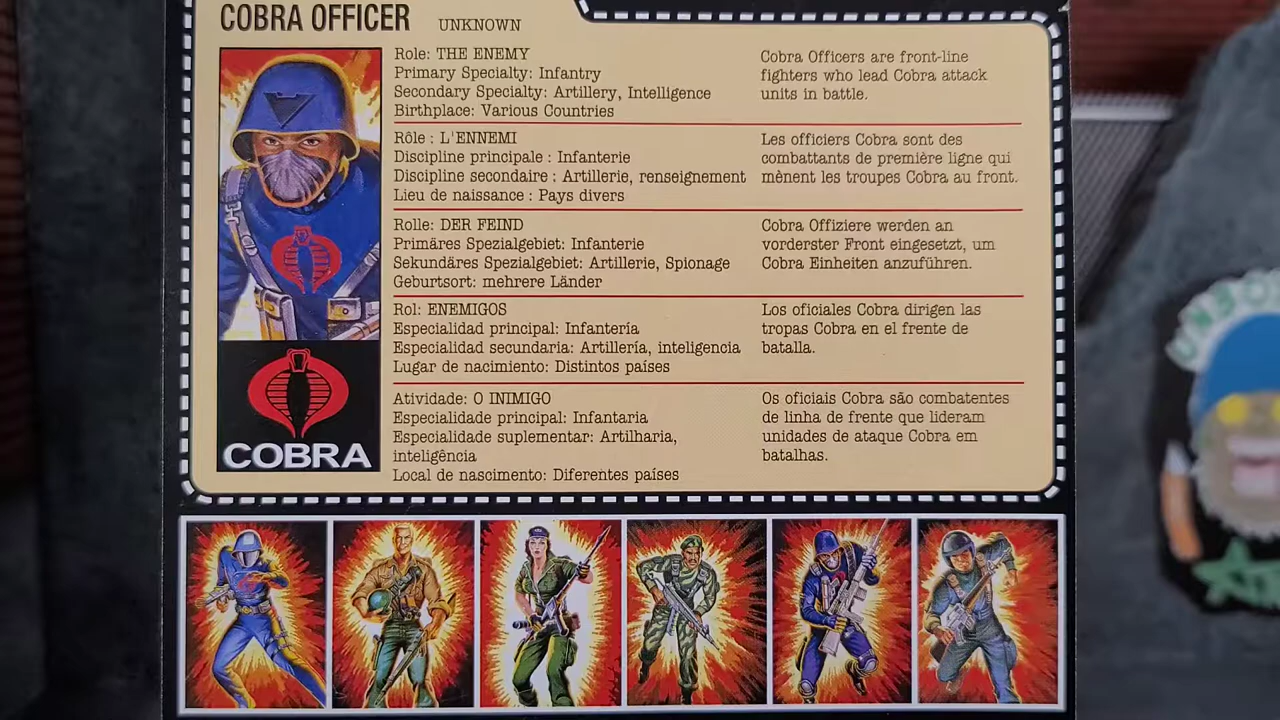 COBRA OFFICER UNKNOWN
Role: THE ENEMY
Primary Specialty: Infantry
Secondary Specialty: Artillery, Intelligence
Birthplace: Various Countries
Cobra Officers are front-line
fighters who lead Cobra attack
units in battle.
Rôle : L'ENNEMI
Discipline principale : Infanterie
Discipline secondaire : Artillerie, renseignement
Lieu de naissance : Pays divers
Les officiers Cobra sont des
combattants de première ligne qui
mènent les troupes Cobra au front.
Rolle: DER FEIND
Primäres Spezialgebiet: Infanterie
Sekundäres Spezialgebiet: Artillerie, Spionage
Geburtsort: mehrere Länder
Cobra Offiziere werden an
vorderster Front eingesetzt, um
Cobra Einheiten anzuführen.
Rol: ENEMIGOS
Especialidad principal: Infantería
Especialidad secundaria: Artillería, inteligencia
Lugar de nacimiento: Distintos países
Los oficiales Cobra dirigen las
tropas Cobra en el frente de
batalla.
Atividade: O INIMIGO
Especialidade principal: Infantaria
Especialidade suplementar: Artilharia,
inteligência
Local de nascimento: Diferentes países
Os oficiais Cobra são combatentes
de linha de frente que lideram
unidades de ataque Cobra em
batalhas.
COBRA